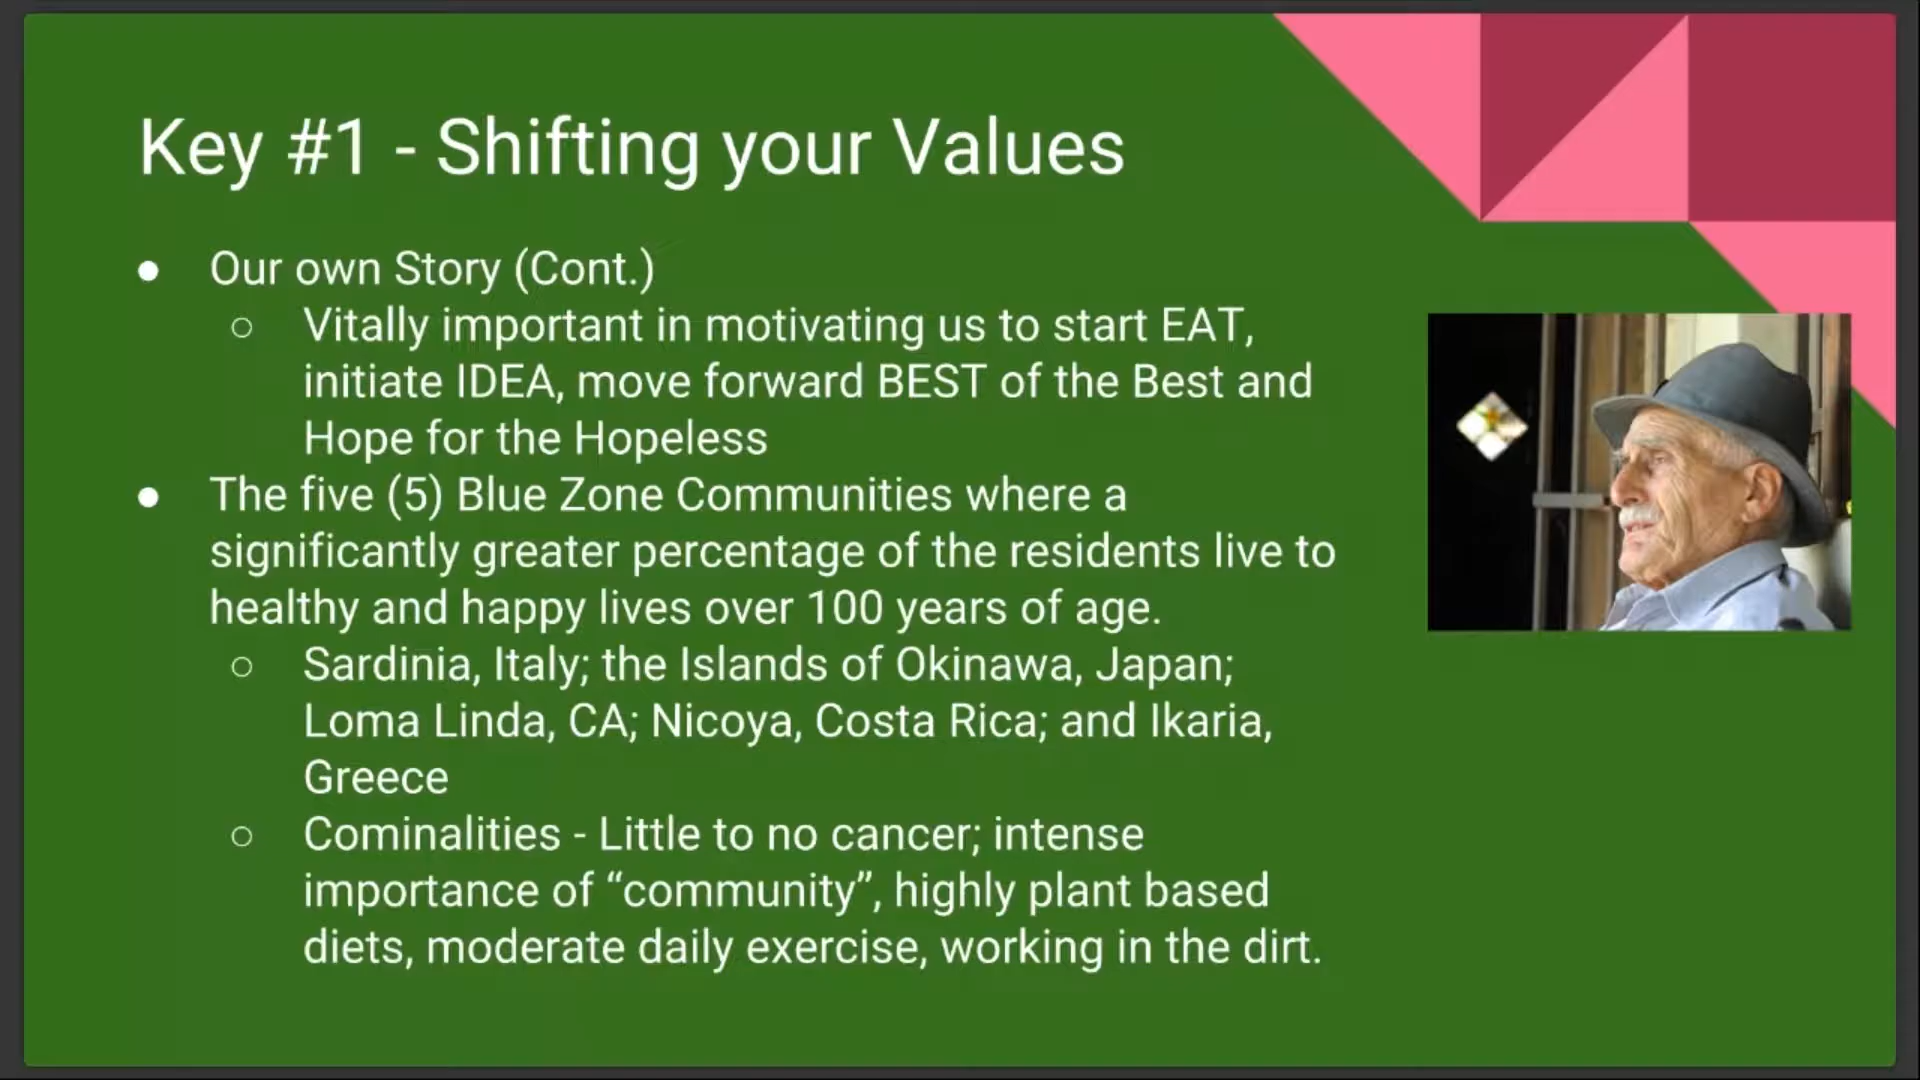 Key #1 - Shifting your Values
● Our own Story (Cont.)
○ Vitally important in motivating us to start EAT,
initiate IDEA, move forward BEST of the Best and
Hope for the Hopeless
● The five (5) Blue Zone Communities where a
significantly greater percentage of the residents live to
healthy and happy lives over 100 years of age.
○ Sardinia, Italy; the Islands of Okinawa, Japan;
Loma Linda, CA; Nicoya, Costa Rica; and Ikaria,
Greece
○ Cominalities - Little to no cancer; intense
importance of “community”, highly plant based
diets, moderate daily exercise, working in the dirt.